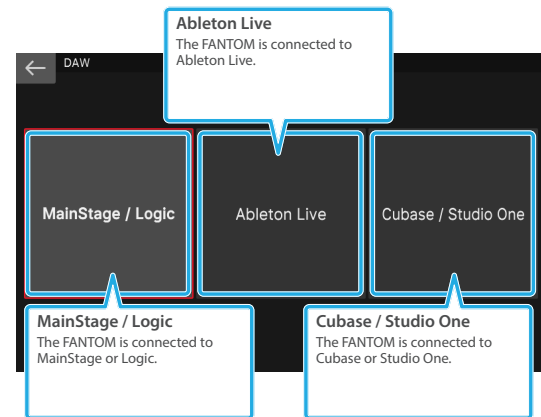 Ableton Live
The FANTOM is connected to
Ableton Live.
DAW
MainStage / Logic
Ableton Live
Cubase / Studio One
MainStage / Logic
The FANTOM is connected to
MainStage or Logic.
Cubase / Studio One
The FANTOM is connected to
Cubase or Studio One.